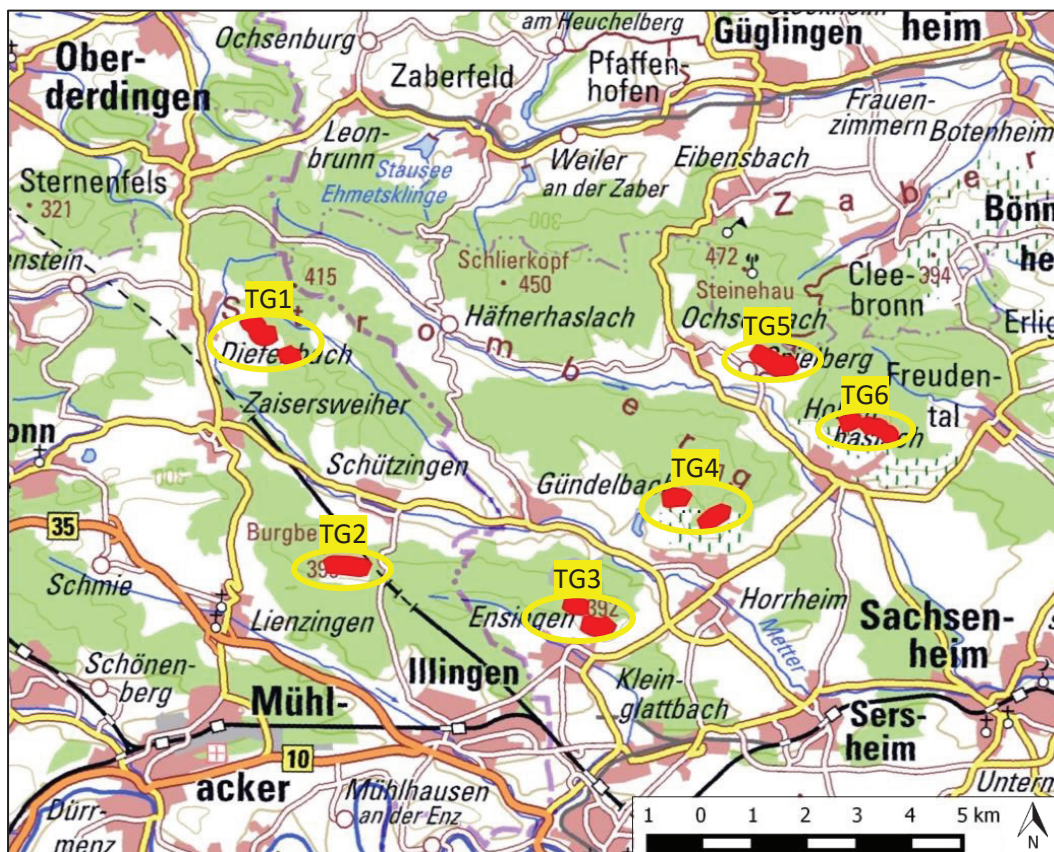 am Heuchelberg
Ochsenburg
Güglingen
heim
Ober-
derdingen
Zaberfeld
Pfaffen-
hofen
Frauen-
zimmern
Botenheim
Leon-
brunn
Stausee
Ehmetsklinge
Weiler
an der Zaber
Eibensbach
Sternenfels
321
300
Z a b e r
Bönn
he
enstein
415
Schlierkopf
450
472
Steinehau
Clee-
bronn
394
TG1
S t r o m b e r g
Häfnerhaslach
TG5
Erlig
Diefenbach
Freuden-
tal
TG6
Zaisersweiher
onn
Schützingen
Gündelbach
TG4
300
35
TG2
TG3
392
Schmie
Lienzingen
Ensingen
Horrheim
Metter
Sachsen-
heim
Schönen-
berg
Illingen
Klein-
glattbach
Mühl-
acker
10
Sers-
heim
Mühlhausen
an der Enz
Unterm
Dürr-
menz
1 0 1 2 3 4 5 km
N